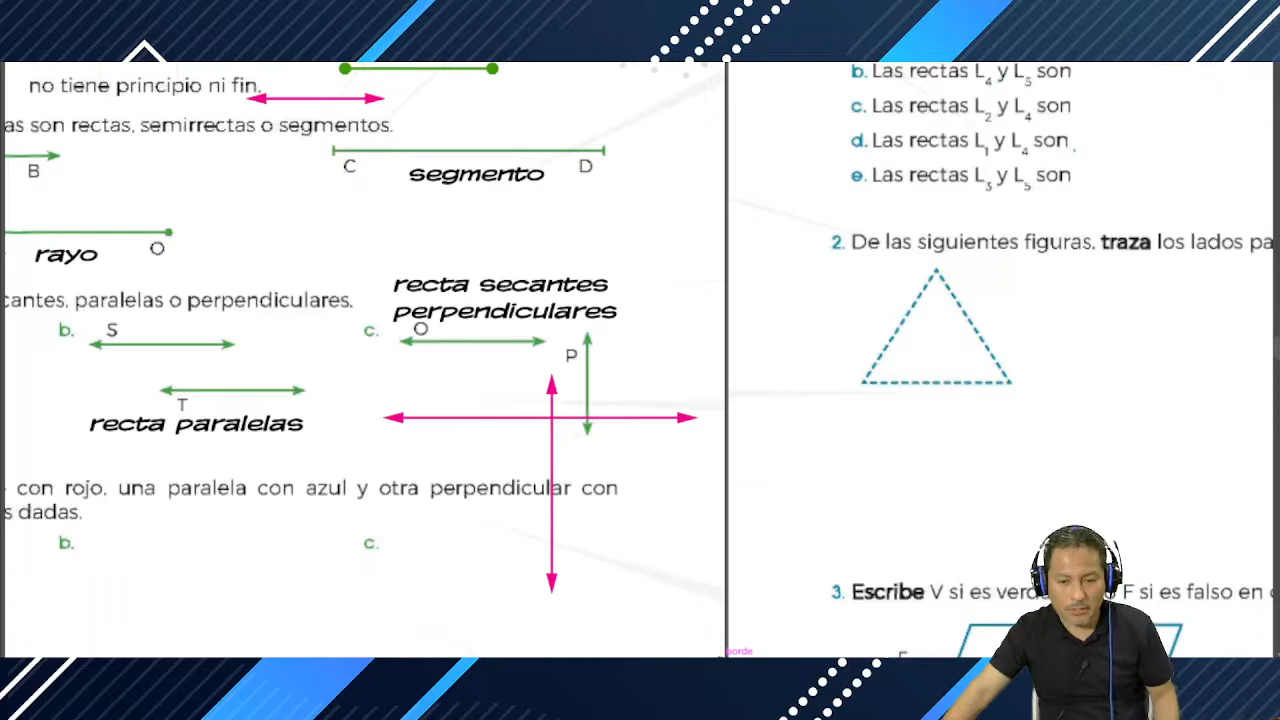 no tiene principio ni fin.
as son rectas, semirrectas o segmentos.
B
C
D
segmento
rayo
O
cantes, paralelas o perpendiculares.
recta secantes
perpendiculares
b.
S
T
recta paralelas
c.
O
P
con rojo, una paralela con azul y otra perpendicular con
s dadas.
b.
c.
b. Las rectas L4 y L5 son
c. Las rectas L2 y L4 son
d. Las rectas L1 y L4 son .
e. Las rectas L3 y L5 son
2. De las siguientes figuras, traza los lados pa
3. Escribe V si es verd F si es falso en
borde